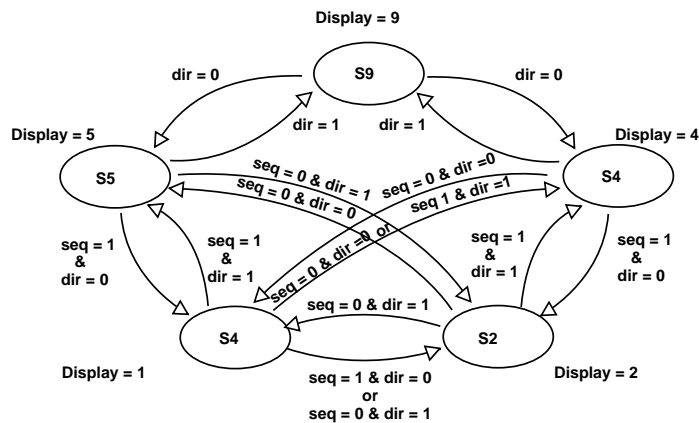 Display = 9
S9
dir = 0
dir = 0
dir = 1
dir = 1
Display = 5
Display = 4
S5
S4
seq = 0 & dir = 1
seq = 0 & dir = 0
seq = 0 & dir =0
seq 1 & dir =1
seq = 0 & dir =0 or
seq = 1
&
dir = 0
seq = 1
&
dir = 1
seq = 1
&
dir = 1
seq = 1
&
dir = 0
seq = 0 & dir = 1
S4
S2
Display = 1
Display = 2
seq = 1 & dir = 0
or
seq = 0 & dir = 1